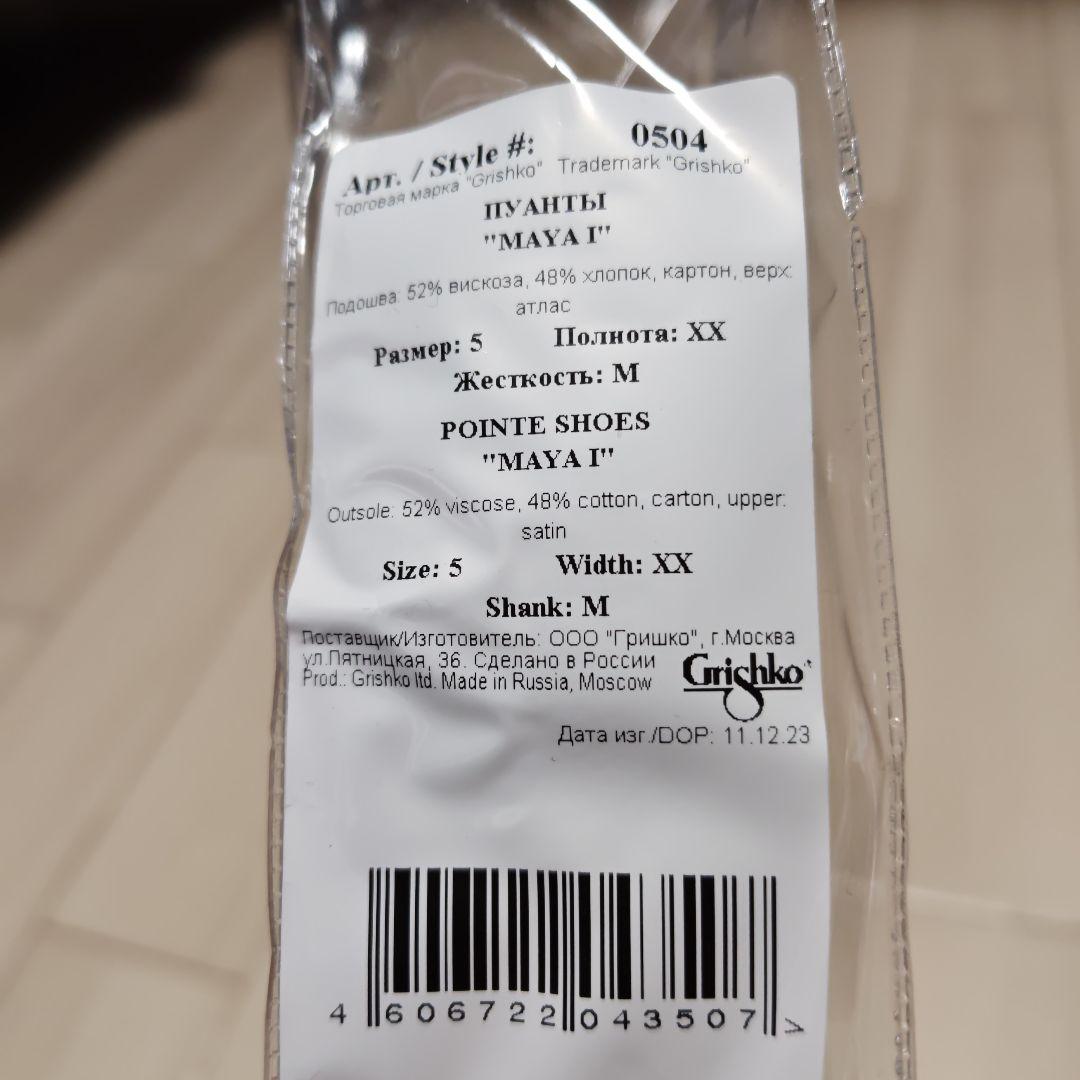 Арт. / Style #: 0504
Торговая марка "Grishko" Trademark "Grishko"
ПУАНТЫ
"MAYA I"
Подошва: 52% вискоза, 48% хлопок, картон, верх:
атлас
Размер: 5 Полнота: XX
Жесткость: M
POINTE SHOES
"MAYA I"
Outsole: 52% viscose, 48% cotton, carton, upper:
satin
Size: 5 Width: XX
Shank: M
Поставщик/Изготовитель: ООО "Гришко", г.Москва
ул.Пятницкая, 36. Сделано в России
Prod.: Grishko ltd. Made in Russia, Moscow
Grishko
Дата изг./DOP: 11.12.23
4 606722 043507 >